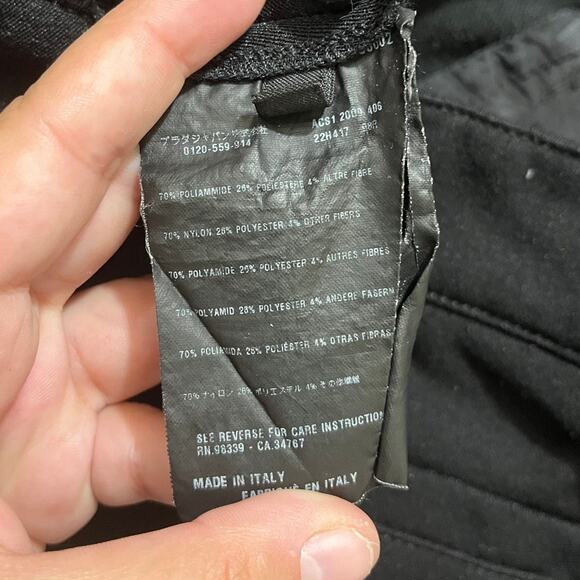 プラダジャパン株式会社
0120-559-914
ACS1 20D9 406
22H417 98R
70% POLIAMMIDE 26% POLIESTERE 4% ALTRE FIBRE
70% NYLON 26% POLYESTER 4% OTHER FIBERS
70% POLYAMIDE 26% POLYESTER 4% AUTRES FIBRES
70% POLYAMID 26% POLYESTER 4% ANDERE FASERN
70% POLIAMIDA 26% POLIÉSTER 4% OTRAS FIBRAS
70% ナイロン 26% ポリエステル 4% その他繊維
SEE REVERSE FOR CARE INSTRUCTION
RN.98339 - CA.34767
MADE IN ITALY
FABRIQUÉ EN ITALY